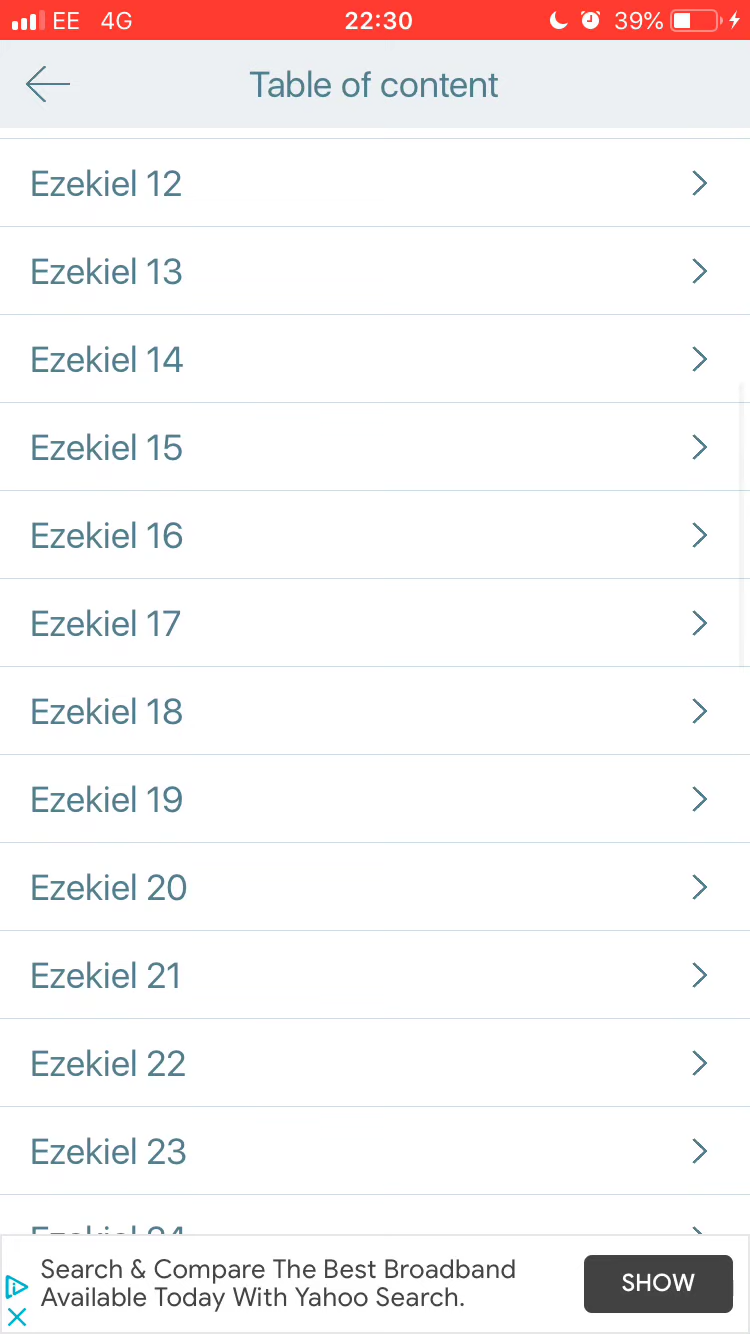 EE 4G 22:30 39%
Table of content
Ezekiel 12
Ezekiel 13
Ezekiel 14
Ezekiel 15
Ezekiel 16
Ezekiel 17
Ezekiel 18
Ezekiel 19
Ezekiel 20
Ezekiel 21
Ezekiel 22
Ezekiel 23
Ezekiel 24
Search & Compare The Best Broadband
Available Today With Yahoo Search.
SHOW